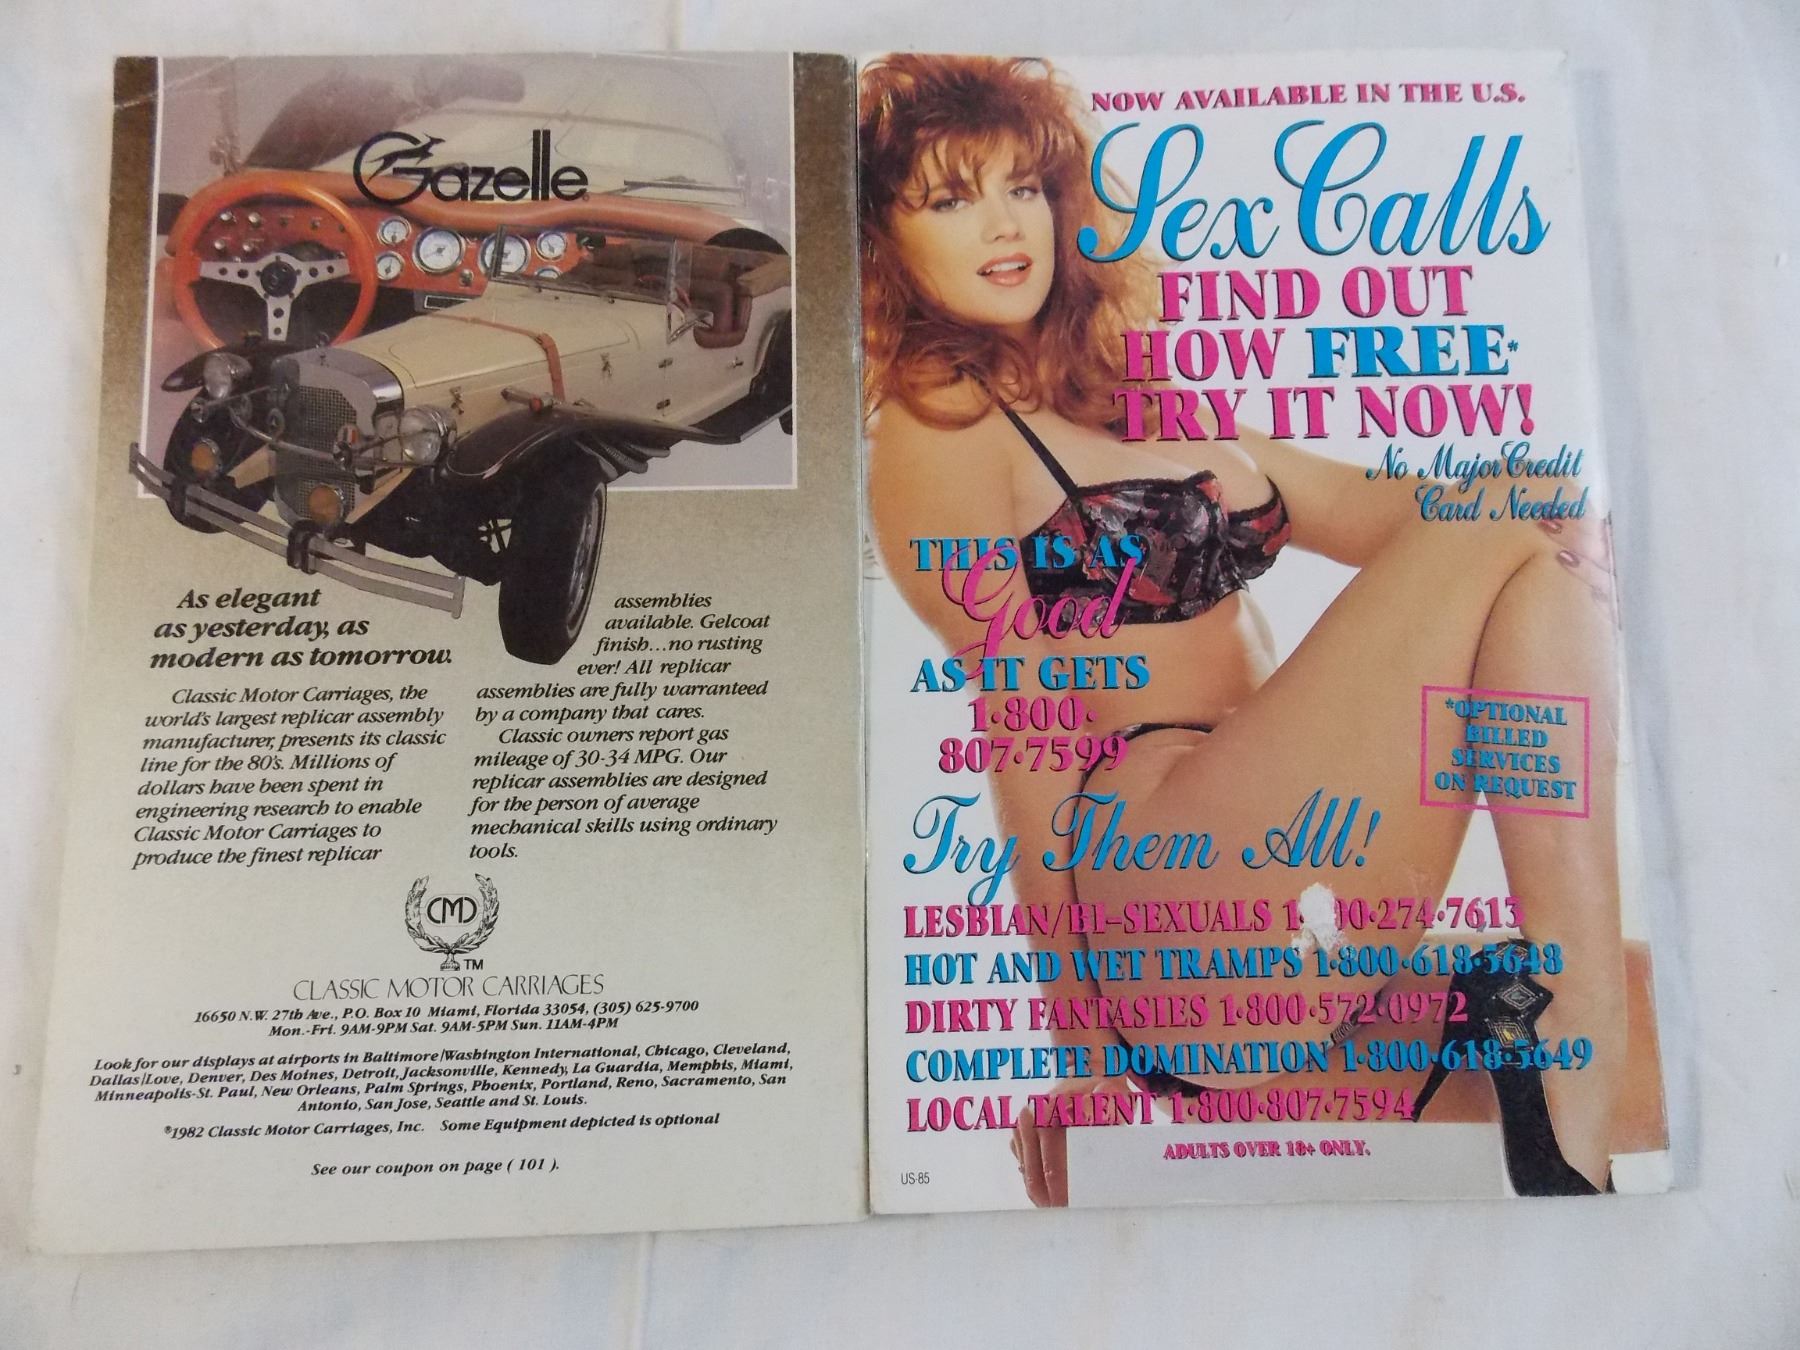 Gazelle
As elegant
as yesterday, as
modern as tomorrow.
Classic Motor Carriages, the
world's largest replicar assembly
manufacturer, presents its classic
line for the 80's. Millions of
dollars have been spent in
engineering research to enable
Classic Motor Carriages to
produce the finest replicar
assemblies
available. Gelcoat
finish...no rusting
ever! All replicar
assemblies are fully warranteed
by a company that cares.
Classic owners report gas
mileage of 30-34 MPG. Our
replicar assemblies are designed
for the person of average
mechanical skills using ordinary
tools.
CMC
TM
CLASSIC MOTOR CARRIAGES
16650 N.W. 27th Ave., P.O. Box 10 Miami, Florida 33054, (305) 625-9700
Mon.-Fri. 9AM-9PM Sat. 9AM-5PM Sun. 11AM-4PM
Look for our displays at airports in Baltimore/Washington International, Chicago, Cleveland,
Dallas/Love, Denver, Des Moines, Detroit, Jacksonville, Kennedy, La Guardia, Memphis, Miami,
Minneapolis-St. Paul, New Orleans, Palm Springs, Phoenix, Portland, Reno, Sacramento, San
Antonio, San Jose, Seattle and St. Louis.
©1982 Classic Motor Carriages, Inc. Some Equipment depicted is optional
See our coupon on page ( 101 ).
NOW AVAILABLE IN THE U.S.
Sex Calls
FIND OUT
HOW FREE*
TRY IT NOW!
No Major Credit
Card Needed
THIS IS AS
Good
AS IT GETS
1·800·
807·7599
*OPTIONAL
BILLED
SERVICES
ON REQUEST
Try Them All!
LESBIAN/BI-SEXUALS 1· 00·274·7613
HOT AND WET TRAMPS 1·800·618·5648
DIRTY FANTASIES 1·800·572·0972
COMPLETE DOMINATION 1·800·618·5649
LOCAL TALENT 1·800·807·7594
ADULTS OVER 18+ ONLY.
US-85